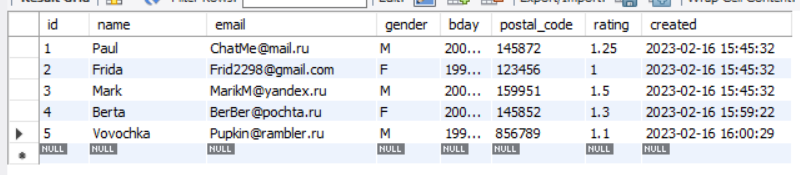 id name email gender bday postal_code rating created
1 Paul ChatMe@mail.ru M 200... 145872 1.25 2023-02-16 15:45:32
2 Frida Frid2298@gmail.com F 199... 123456 1 2023-02-16 15:45:32
3 Mark MarikM@yandex.ru M 200... 159951 1.5 2023-02-16 15:45:32
4 Berta BerBer@pochta.ru F 200... 145852 1.3 2023-02-16 15:59:22
5 Vovochka Pupkin@rambler.ru M 199... 856789 1.1 2023-02-16 16:00:29
NULL NULL NULL NULL NULL NULL NULL NULL